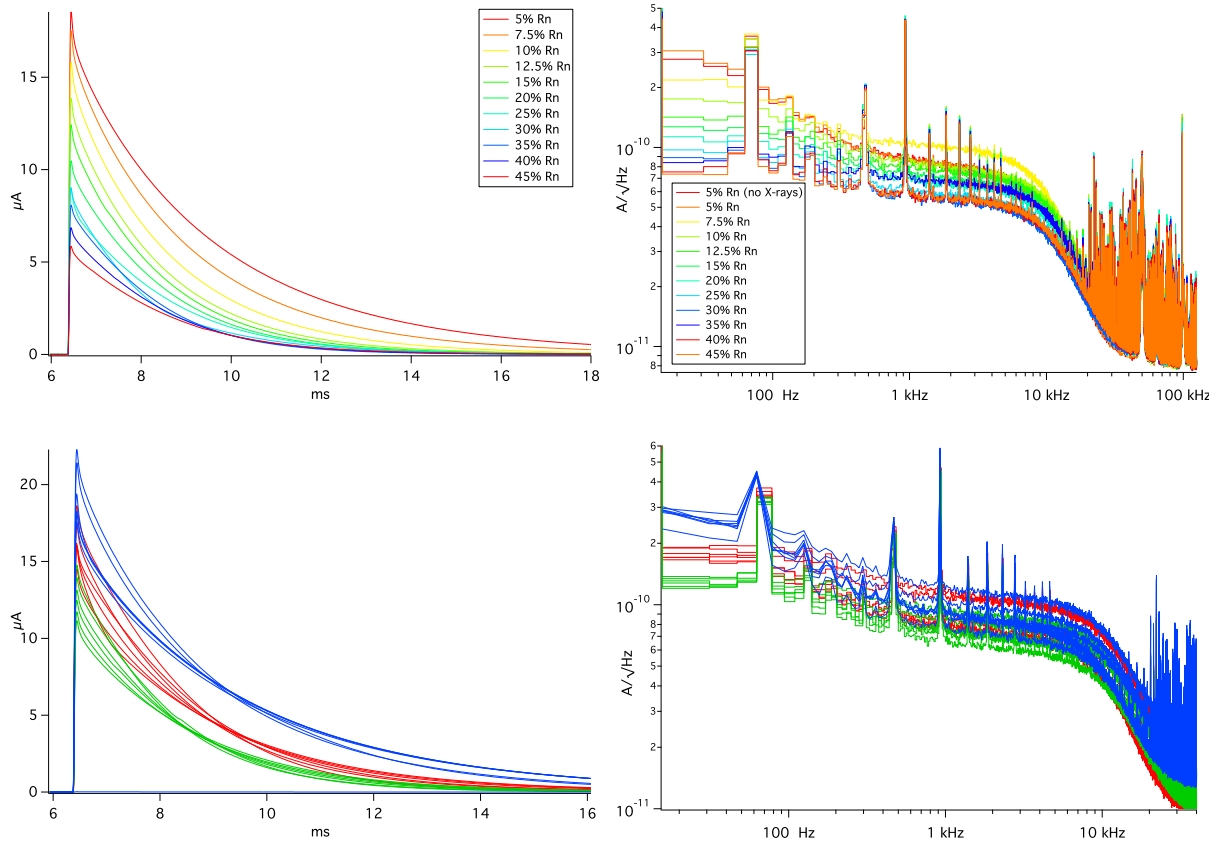 15
10
5
0
µA
6
8
10
12
14
16
18
ms
5% Rn
7.5% Rn
10% Rn
12.5% Rn
15% Rn
20% Rn
25% Rn
30% Rn
35% Rn
40% Rn
45% Rn
5
4
3
2
10-10
8
7
6
5
4
3
2
10-11
8
A/√Hz
100 Hz
1 kHz
10 kHz
100 kHz
5% Rn (no X-rays)
5% Rn
7.5% Rn
10% Rn
12.5% Rn
15% Rn
20% Rn
25% Rn
30% Rn
35% Rn
40% Rn
45% Rn
20
15
10
5
0
µA
6
8
10
12
14
16
ms
6
5
4
3
2
10-10
8
7
6
5
4
3
2
10-11
A/√Hz
100 Hz
1 kHz
10 kHz